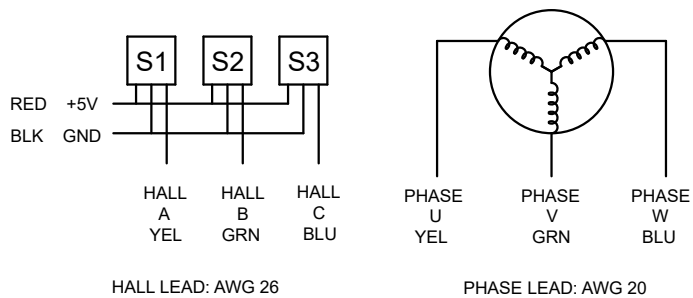 S1 S2 S3
RED +5V
BLK GND
HALL
A
YEL
HALL
B
GRN
HALL
C
BLU
PHASE
U
YEL
PHASE
V
GRN
PHASE
W
BLU
HALL LEAD: AWG 26
PHASE LEAD: AWG 20